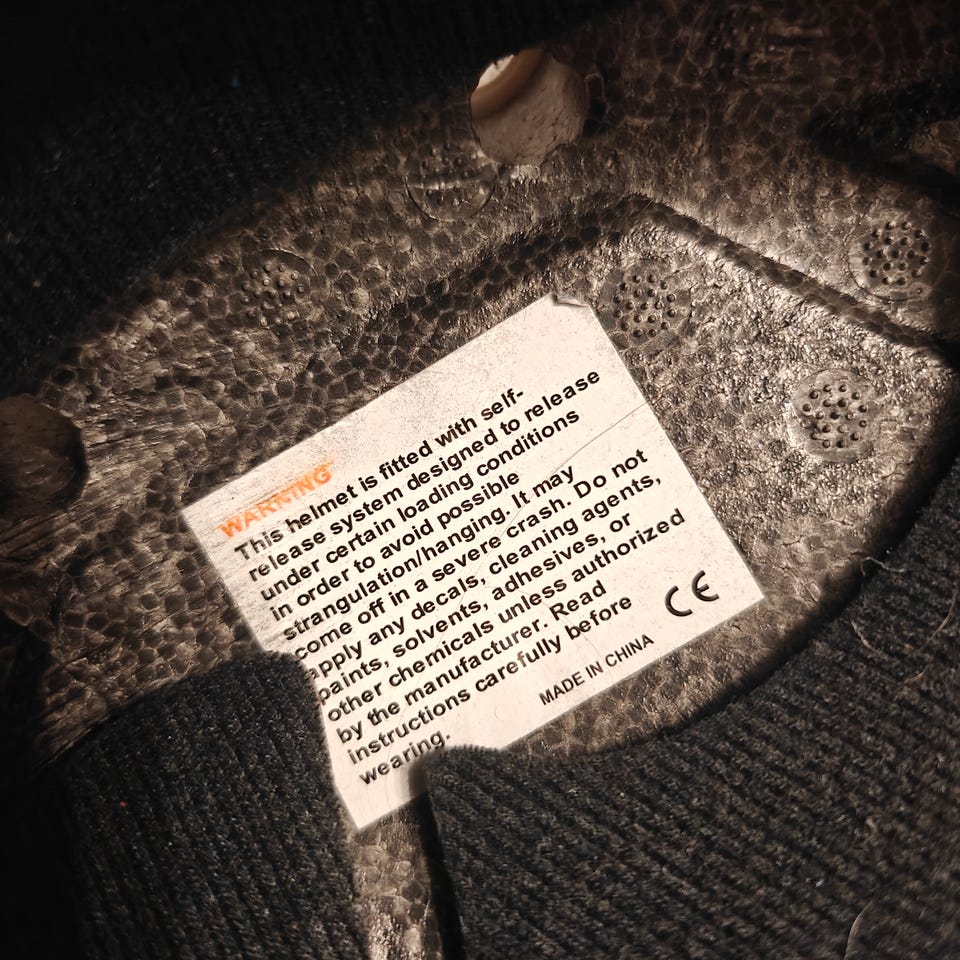 WARNING
This helmet is fitted with self-
release system designed to release
under certain loading conditions
in order to avoid possible
strangulation/hanging. It may
come off in a severe crash. Do not
apply any decals, cleaning agents,
paints, solvents, adhesives, or
other chemicals unless authorized
by the manufacturer. Read
instructions carefully before
wearing.
CE
MADE IN CHINA